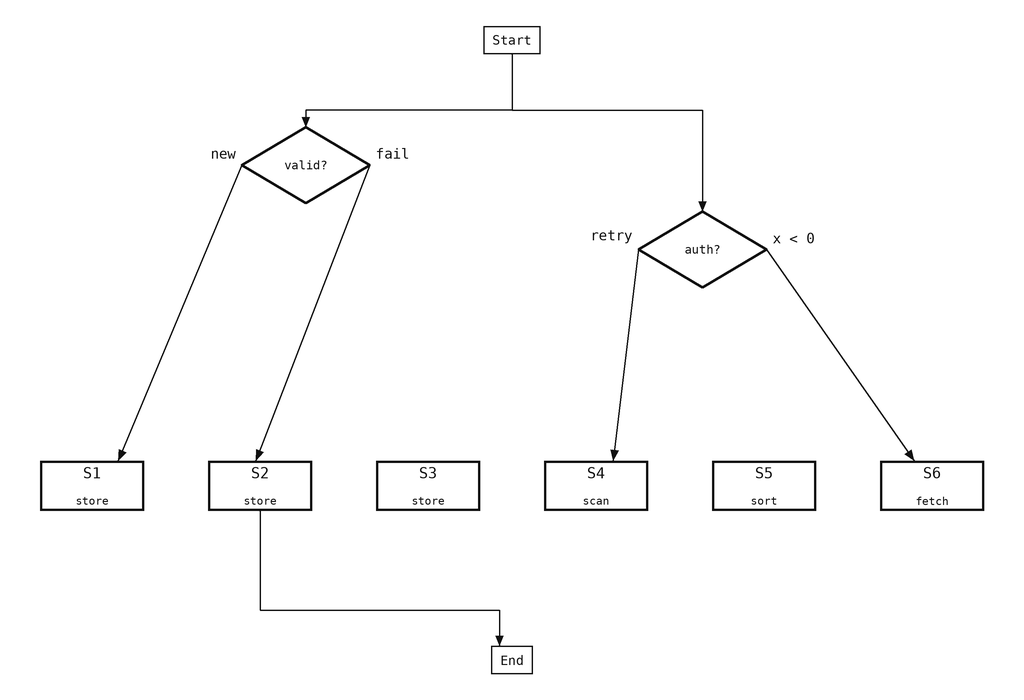 Start
new
valid?
fail
retry
auth?
x < 0
S1
store
S2
store
S3
store
S4
scan
S5
sort
S6
fetch
End